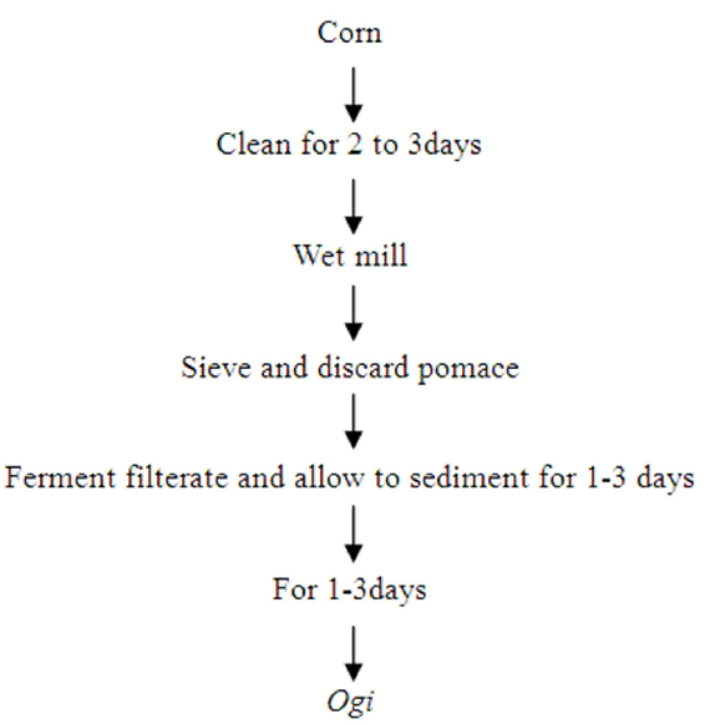 Corn
Clean for 2 to 3days
Wet mill
Sieve and discard pomace
Ferment filterate and allow to sediment for 1-3 days
For 1-3days
Ogi